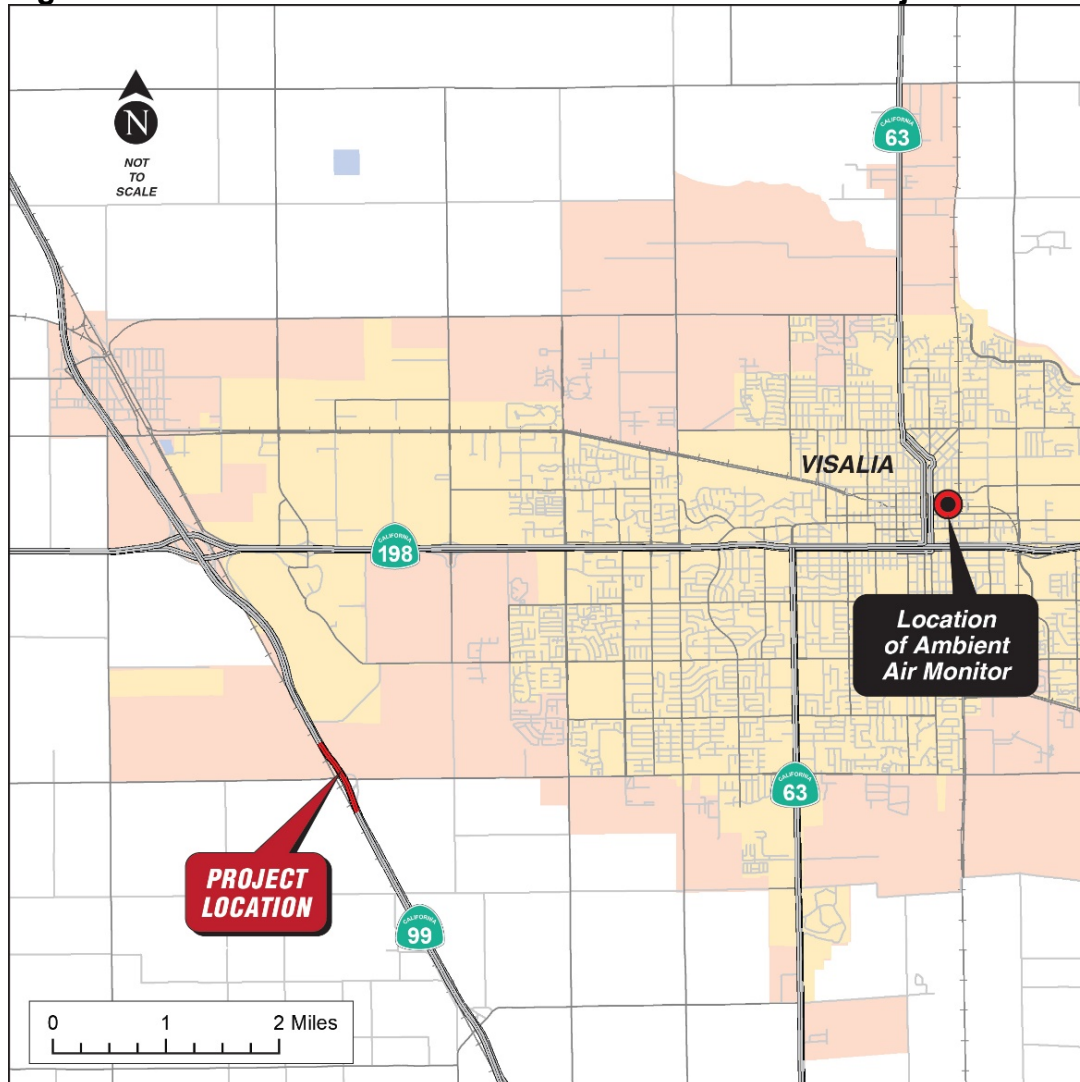 N
NOT
TO
SCALE
CALIFORNIA
63
VISALIA
CALIFORNIA
198
Location
of Ambient
Air Monitor
CALIFORNIA
63
PROJECT
LOCATION
CALIFORNIA
99
0 1 2 Miles